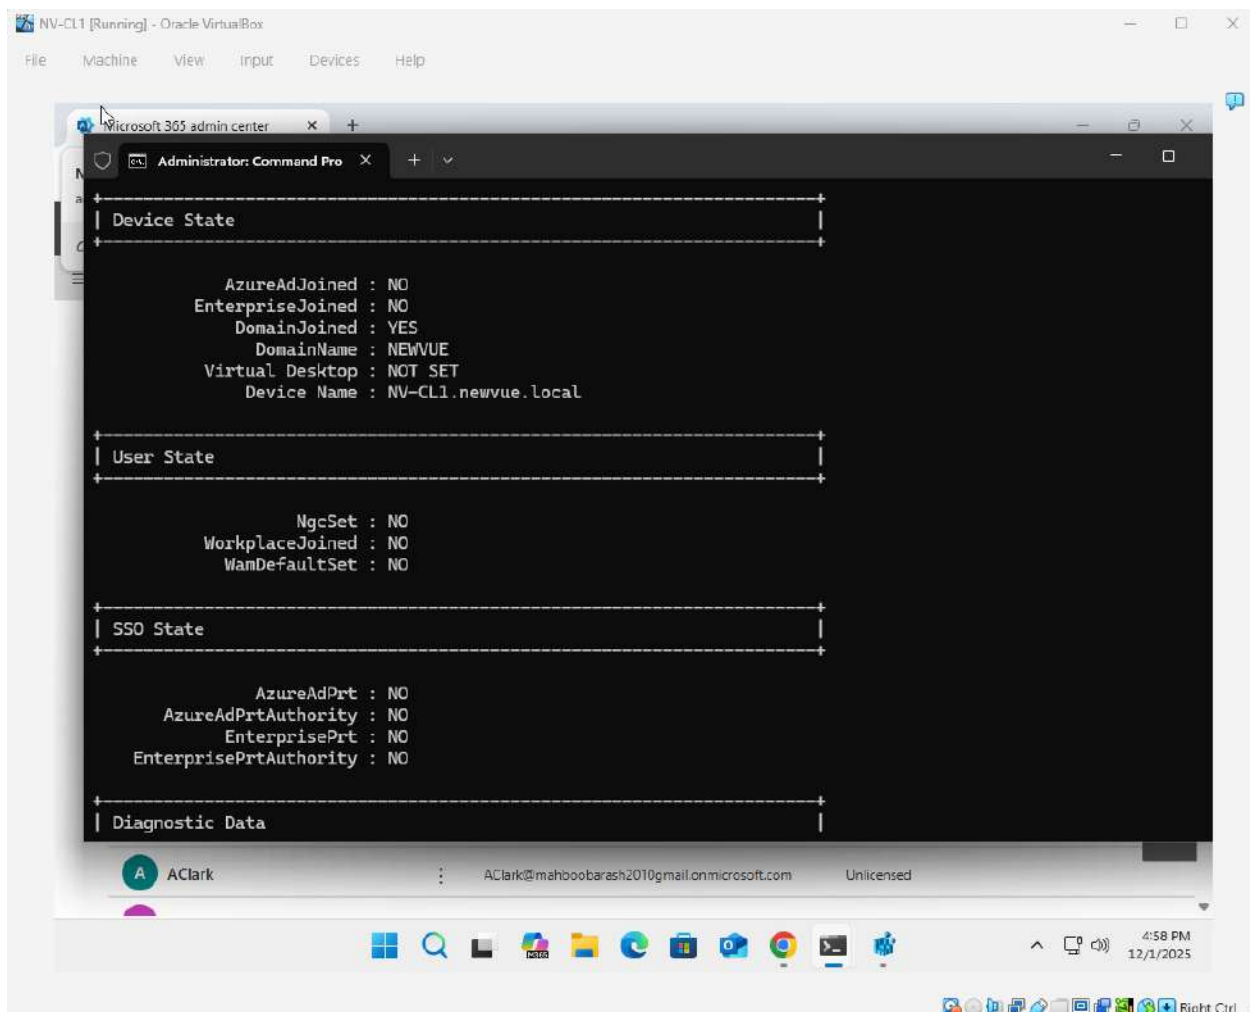 NV-CL1 [Running] - Oracle VirtualBox
File Machine View Input Devices Help
Microsoft 365 admin center
Administrator: Command Pro
Device State
AzureAdJoined : NO
EnterpriseJoined : NO
DomainJoined : YES
DomainName : NEWVUE
Virtual Desktop : NOT SET
Device Name : NV-CL1.newvue.local
User State
NgcSet : NO
WorkplaceJoined : NO
WamDefaultSet : NO
SSO State
AzureAdPrt : NO
AzureAdPrtAuthority : NO
EnterprisePrt : NO
EnterprisePrtAuthority : NO
Diagnostic Data
A AClark AClark@mahboobarash2010gmail.onmicrosoft.com Unlicensed
M365
4:58 PM
12/1/2025
Right Ctrl